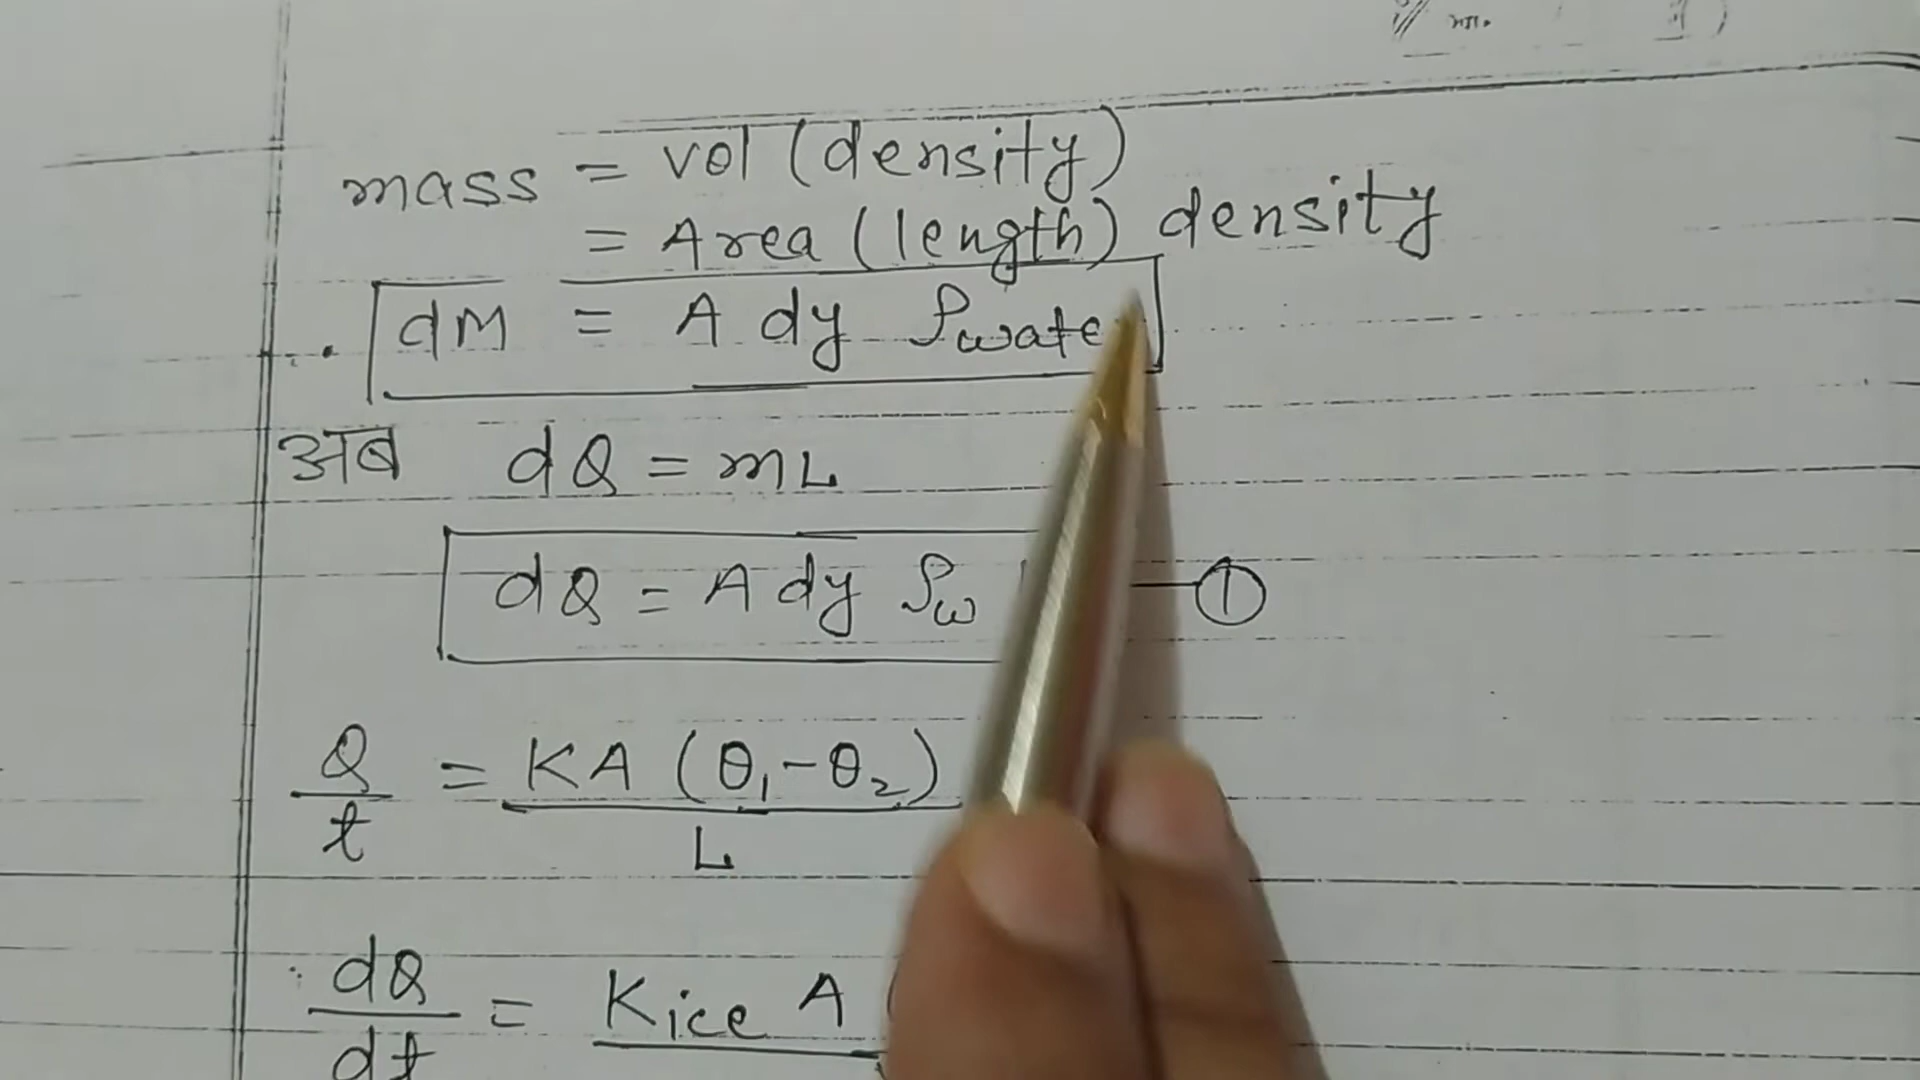 mass = vol (density)
= Area (length) density
dM = A dy ρwate
अब dQ = mL
dQ = A dy ρw — ①
Q/t = KA (θ₁-θ₂) / L
dQ/dt = Kice A